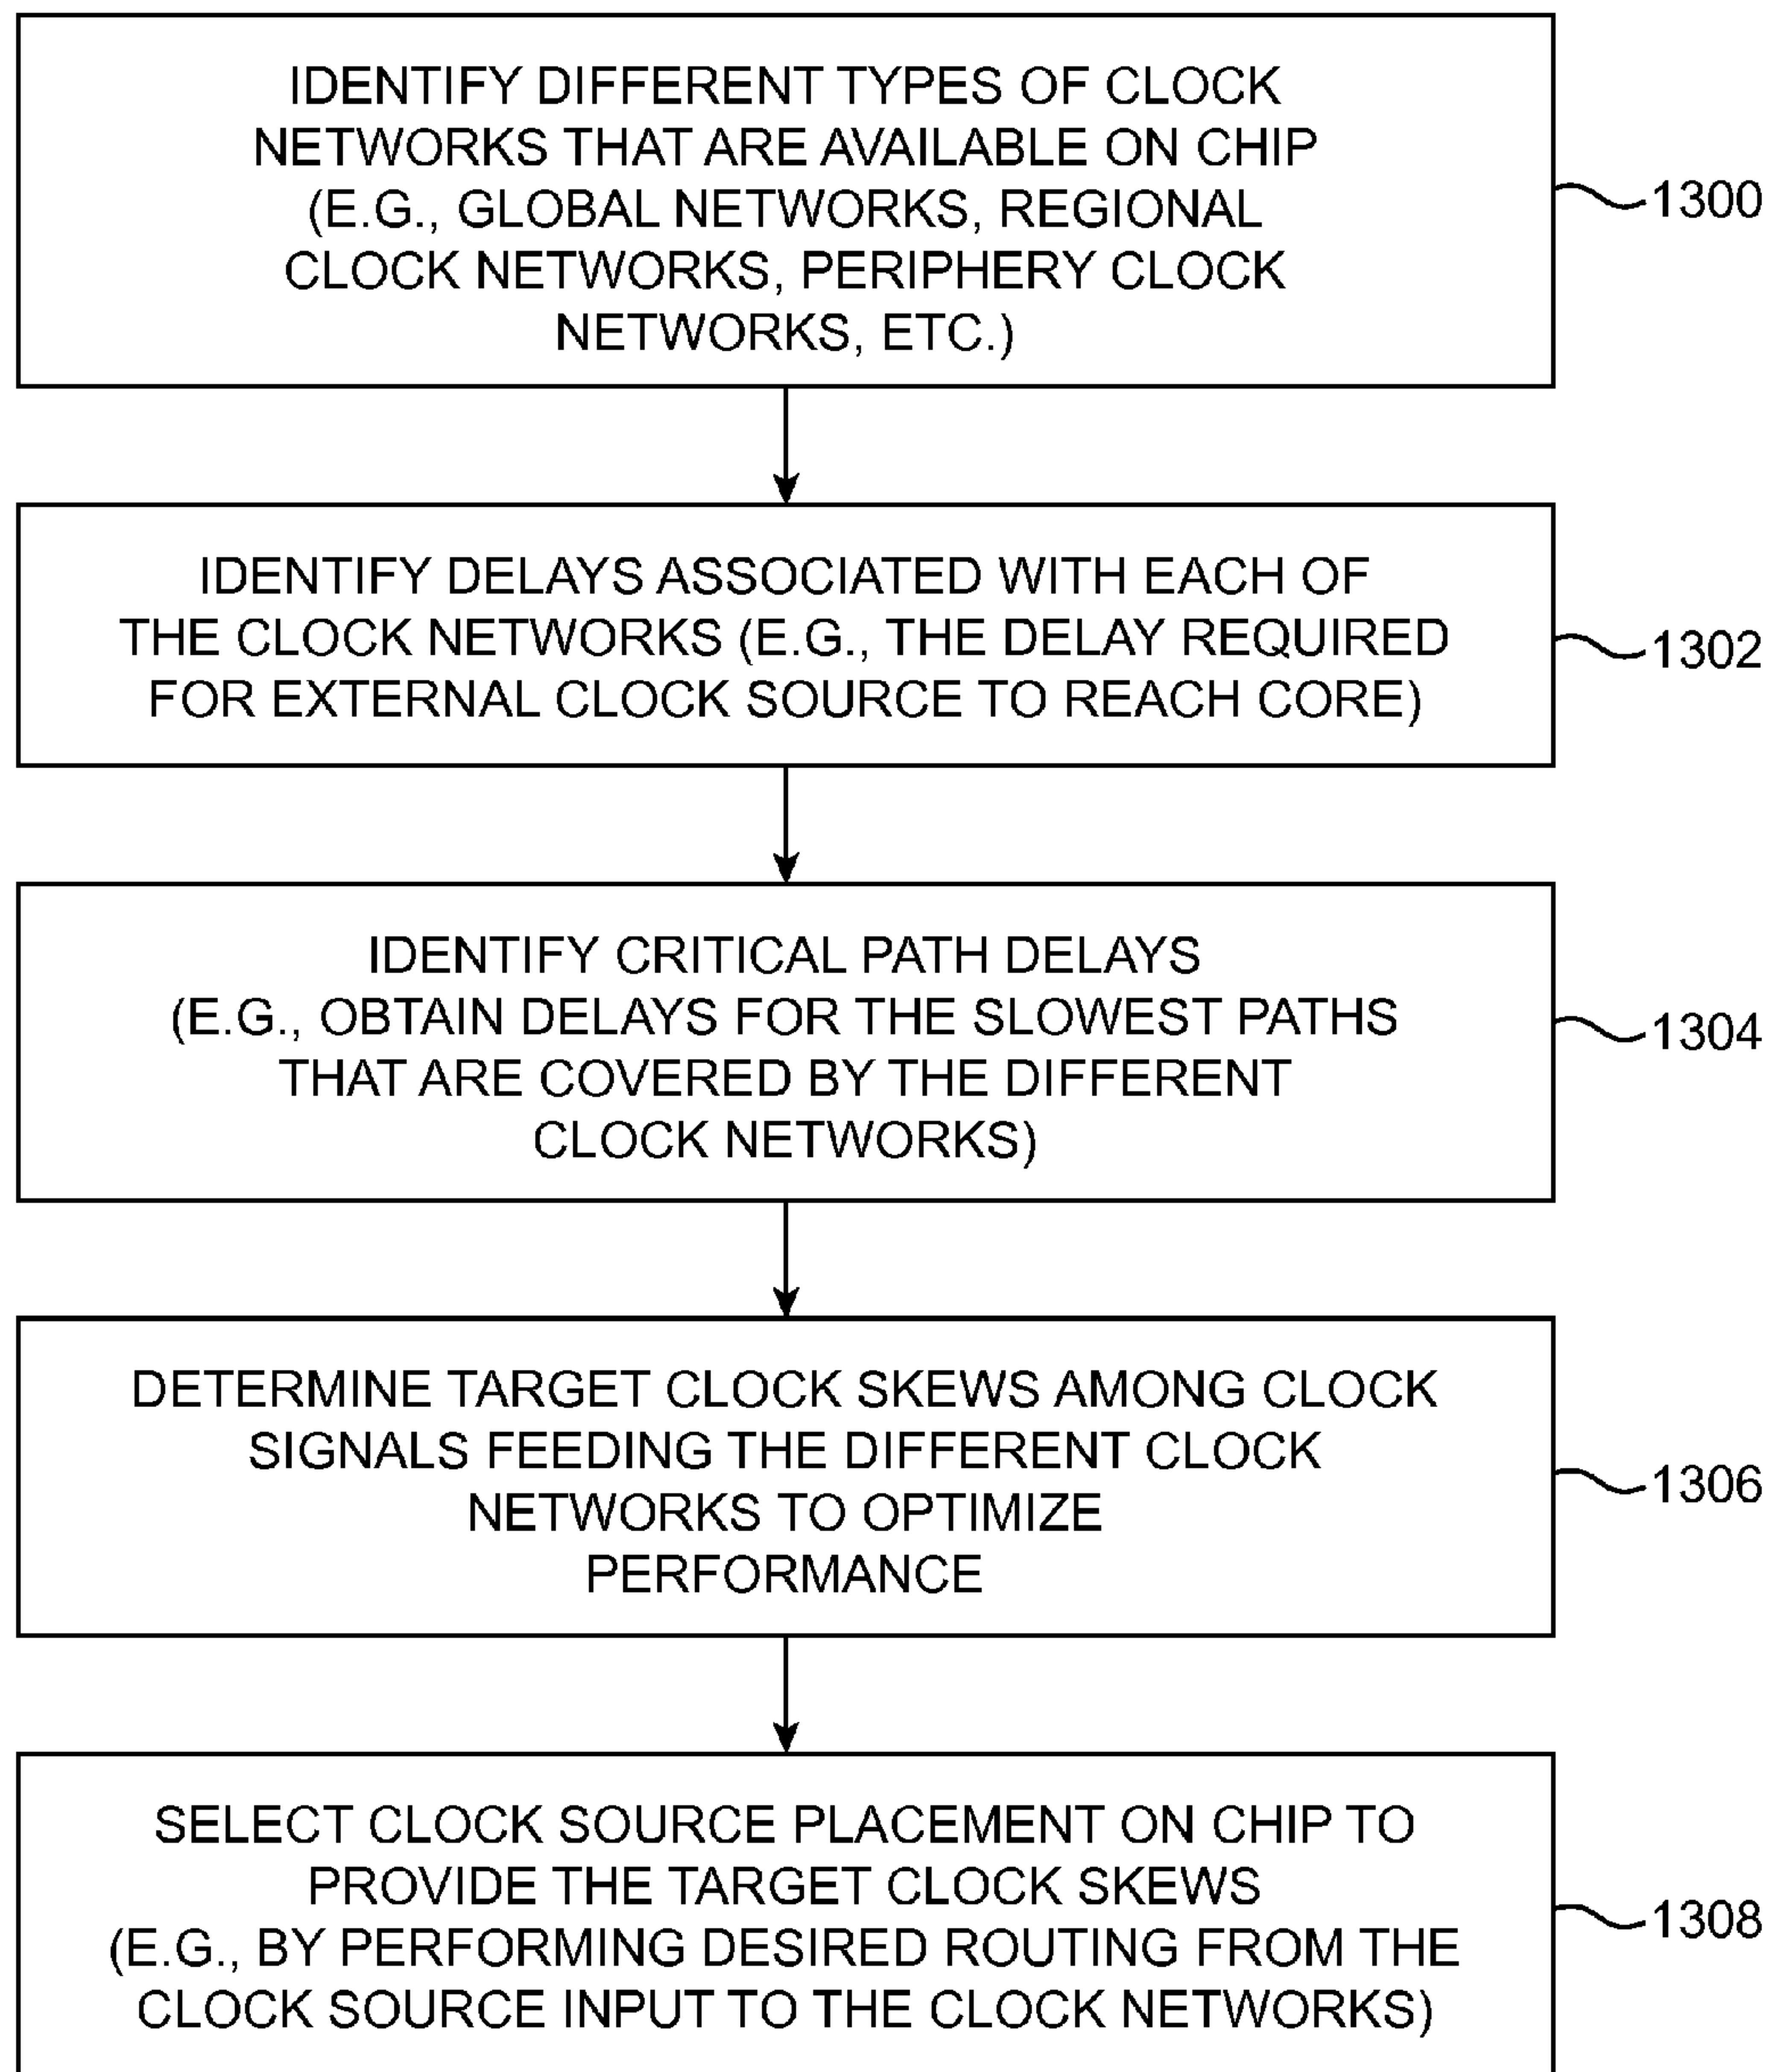 IDENTIFY DIFFERENT TYPES OF CLOCK
NETWORKS THAT ARE AVAILABLE ON CHIP
(E.G., GLOBAL NETWORKS, REGIONAL
CLOCK NETWORKS, PERIPHERY CLOCK
NETWORKS, ETC.)
1300
IDENTIFY DELAYS ASSOCIATED WITH EACH OF
THE CLOCK NETWORKS (E.G., THE DELAY REQUIRED
FOR EXTERNAL CLOCK SOURCE TO REACH CORE)
1302
IDENTIFY CRITICAL PATH DELAYS
(E.G., OBTAIN DELAYS FOR THE SLOWEST PATHS
THAT ARE COVERED BY THE DIFFERENT
CLOCK NETWORKS)
1304
DETERMINE TARGET CLOCK SKEWS AMONG CLOCK
SIGNALS FEEDING THE DIFFERENT CLOCK
NETWORKS TO OPTIMIZE
PERFORMANCE
1306
SELECT CLOCK SOURCE PLACEMENT ON CHIP TO
PROVIDE THE TARGET CLOCK SKEWS
(E.G., BY PERFORMING DESIRED ROUTING FROM THE
CLOCK SOURCE INPUT TO THE CLOCK NETWORKS)
1308